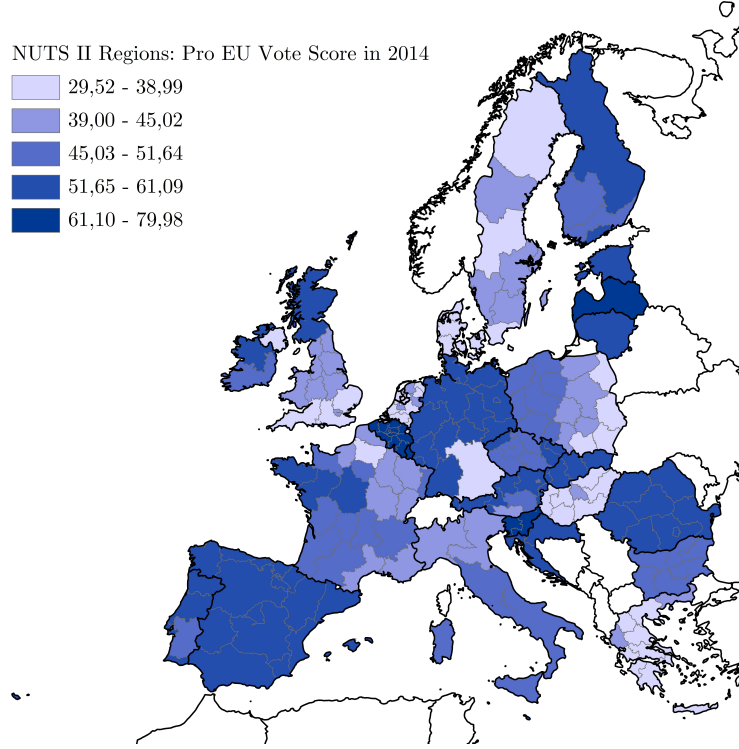 NUTS II Regions: Pro EU Vote Score in 2014
29,52 - 38,99
39,00 - 45,02
45,03 - 51,64
51,65 - 61,09
61,10 - 79,98